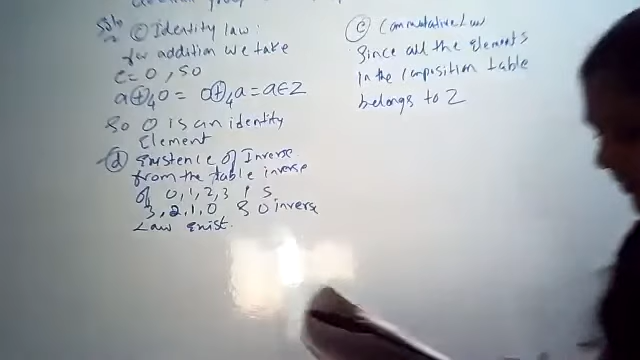 Soln
(c) Identity law:
for addition we take
e = 0, so
a ⊕₄ 0 = 0 ⊕₄ a = a ∈ Z
So 0 is an identity
Element
(d) Existence of Inverse.
from the table inverse
of 0, 1, 2, 3 is
3, 2, 1, 0 So inverse
Law exist.
(e) Commutative Law
Since all the elements
in the composition table
belongs to Z